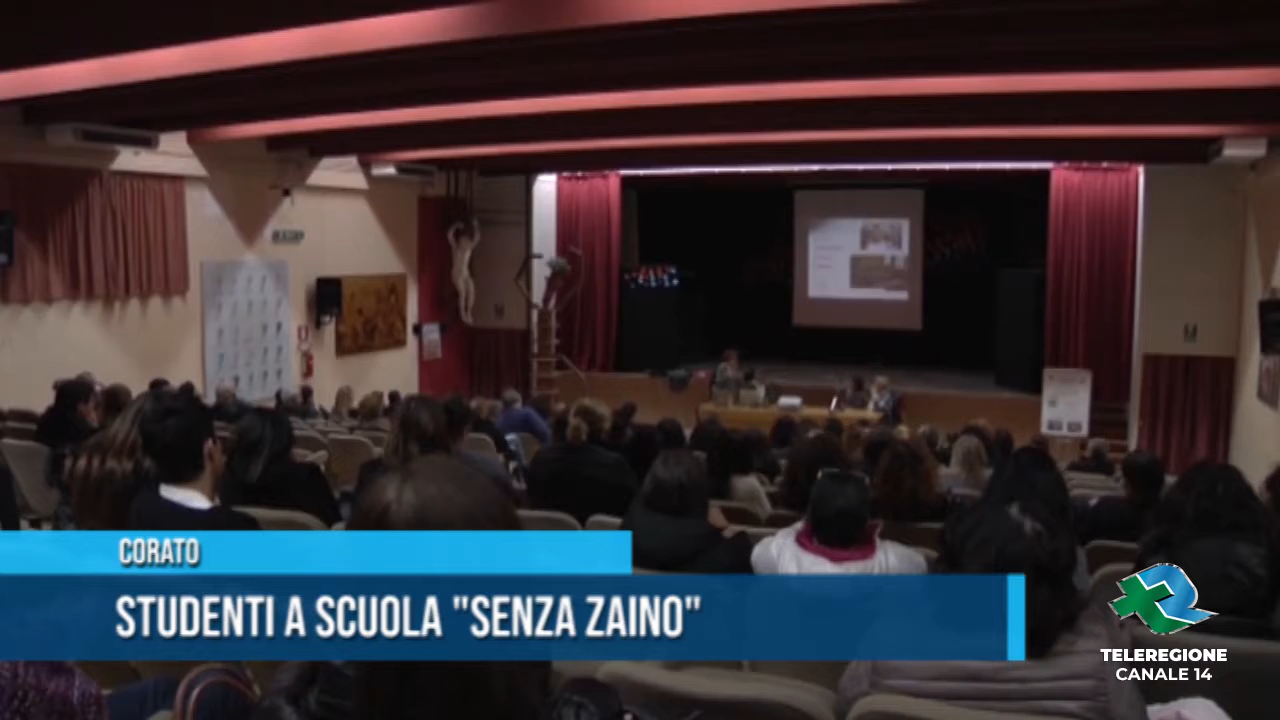 CORATO
STUDENTI A SCUOLA "SENZA ZAINO"
TELEREGIONE
CANALE 14